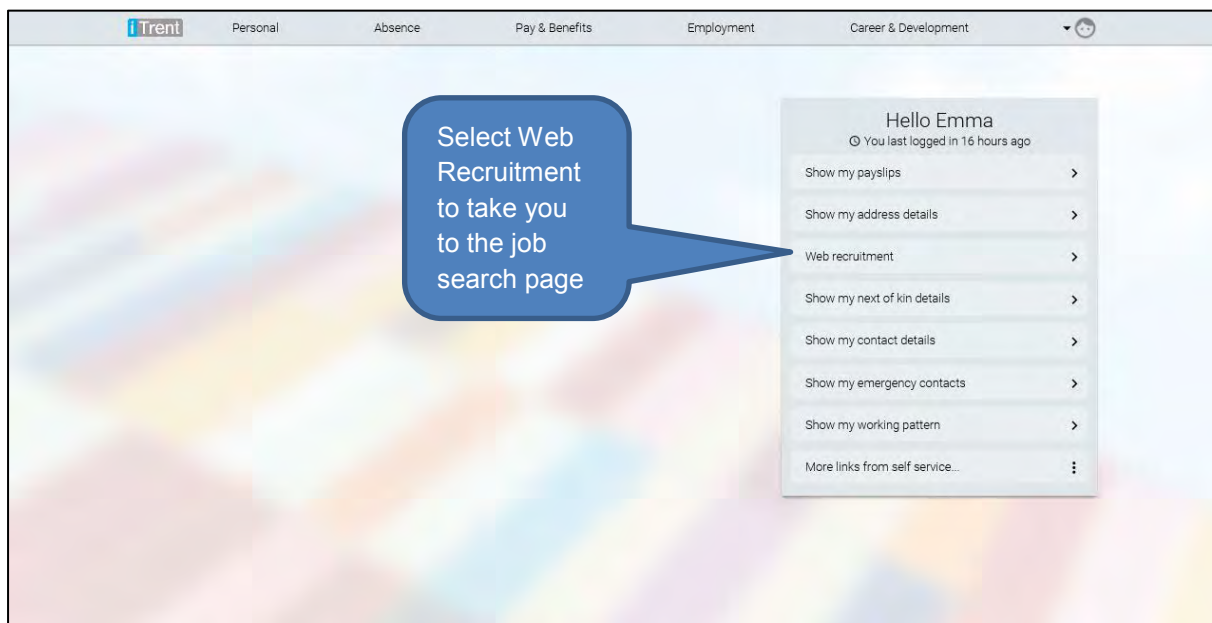 iTrent Personal Absence Pay & Benefits Employment Career & Development
Select Web
Recruitment
to take you
to the job
search page
Hello Emma
You last logged in 16 hours ago
Show my payslips
Show my address details
Web recruitment
Show my next of kin details
Show my contact details
Show my emergency contacts
Show my working pattern
More links from self service...